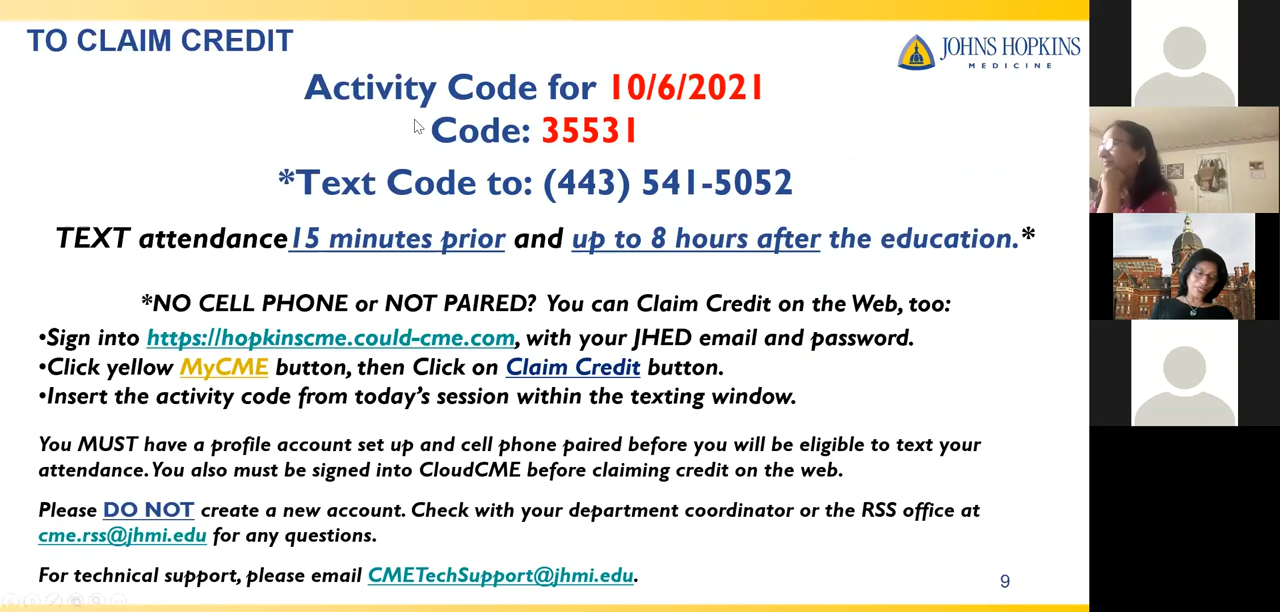 TO CLAIM CREDIT
JOHNS HOPKINS
MEDICINE
Activity Code for 10/6/2021
Code: 35531
*Text Code to: (443) 541-5052
TEXT attendance 15 minutes prior and up to 8 hours after the education.*
*NO CELL PHONE or NOT PAIRED? You can Claim Credit on the Web, too:
•Sign into https://hopkinscme.could-cme.com, with your JHED email and password.
•Click yellow MyCME button, then Click on Claim Credit button.
•Insert the activity code from today's session within the texting window.
You MUST have a profile account set up and cell phone paired before you will be eligible to text your
attendance. You also must be signed into CloudCME before claiming credit on the web.
Please DO NOT create a new account. Check with your department coordinator or the RSS office at
cme.rss@jhmi.edu for any questions.
For technical support, please email CMETechSupport@jhmi.edu.
9